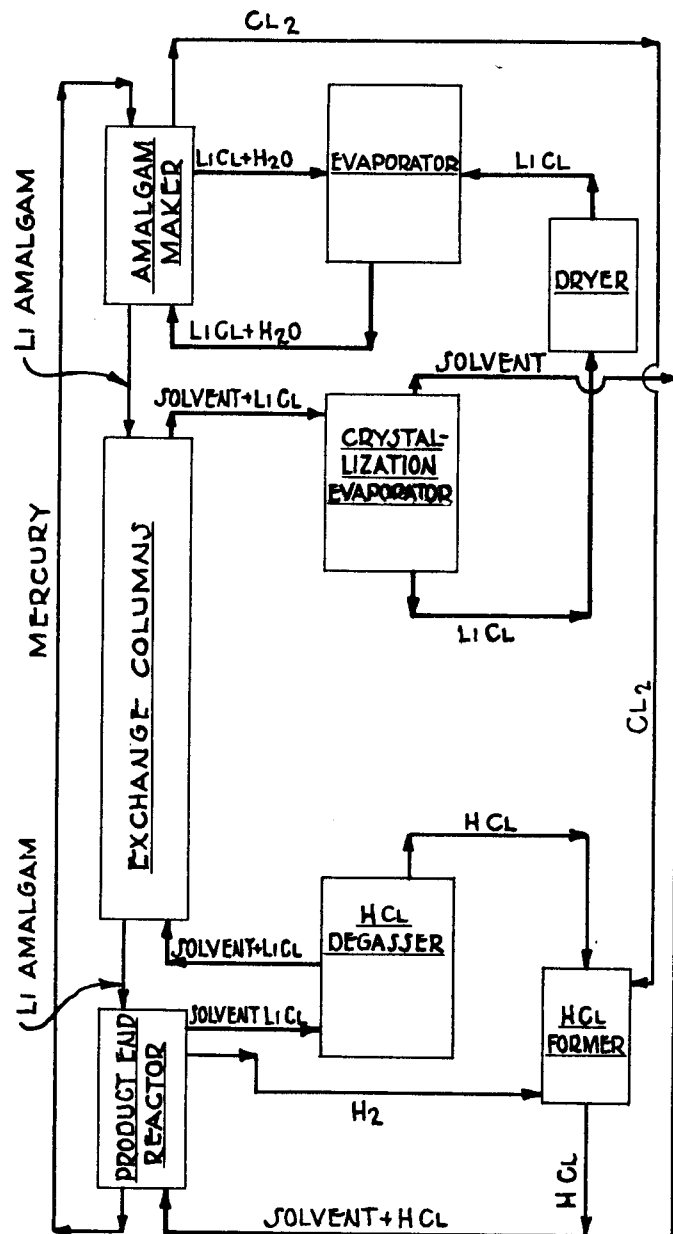 CL2
AMALGAM
MAKER
LiCL+H2O
EVAPORATOR
LiCL
DRYER
LiCL+H2O
LI AMALGAM
SOLVENT+LiCL
SOLVENT
CRYSTAL-
LIZATION
EVAPORATOR
LiCL
MERCURY
EXCHANGE COLUMNS
CL2
HCL
HCL
DEGASSER
SOLVENT+LiCL
LI AMALGAM
SOLVENT LiCL
HCL
FORMER
PRODUCT END
REACTOR
H2
HCL
SOLVENT+HCL